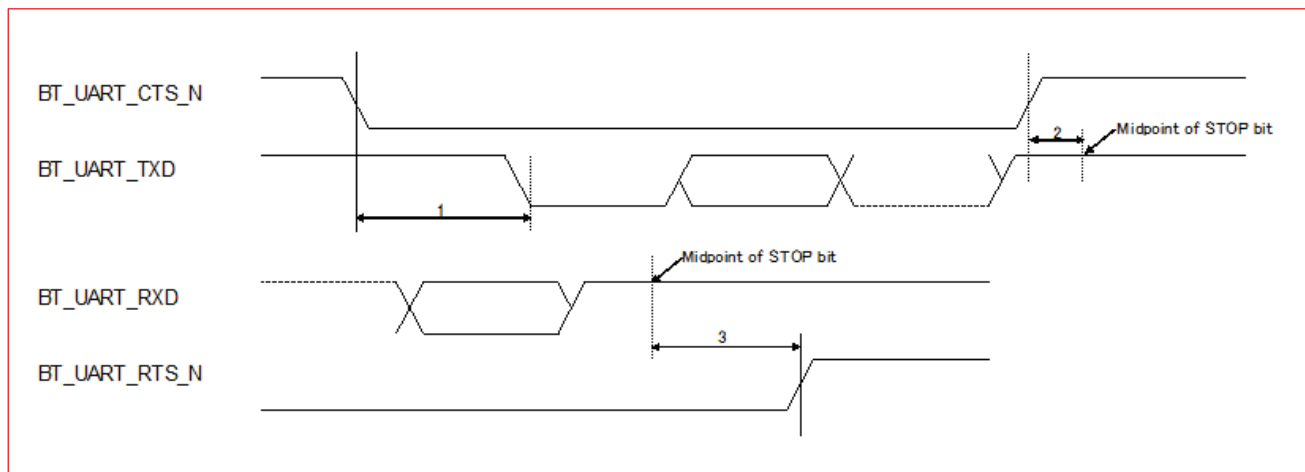 BT_UART_CTS_N
2
Midpoint of STOP bit
BT_UART_TXD
1
Midpoint of STOP bit
BT_UART_RXD
3
BT_UART_RTS_N